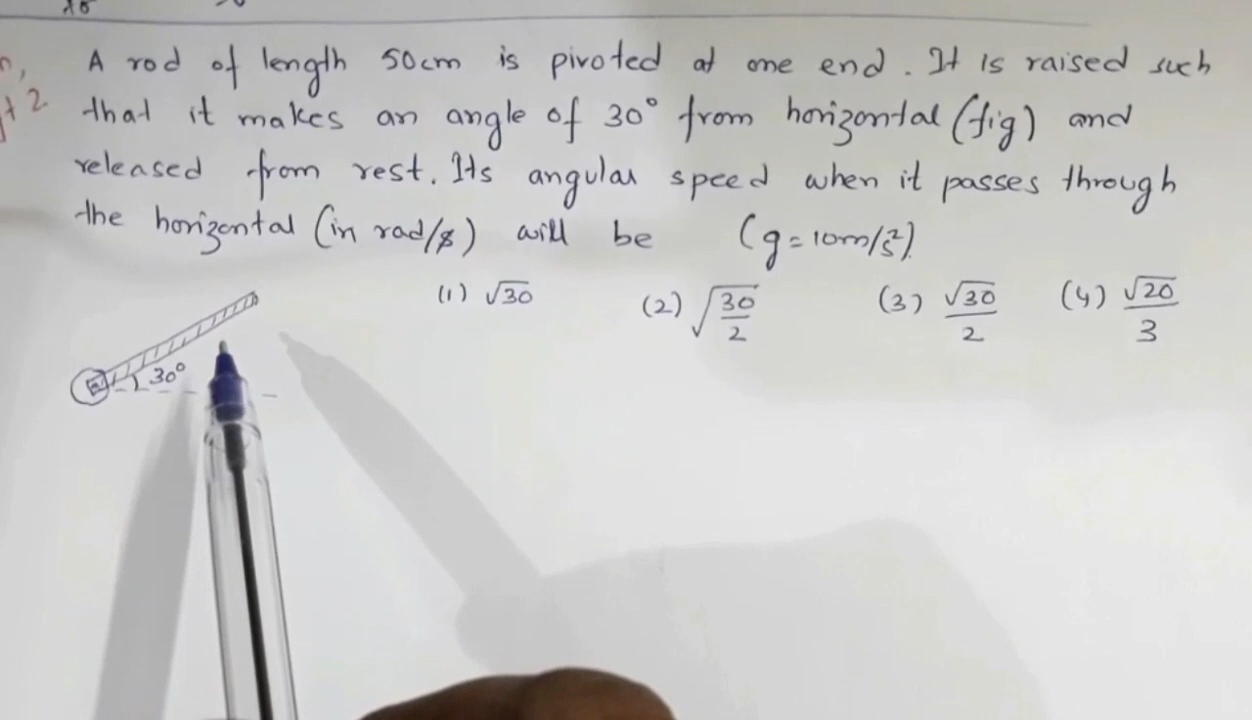 A rod of length 50cm is pivoted at one end. It is raised such
that it makes an angle of 30° from horizontal (fig) and
released from rest. Its angular speed when it passes through
the horizontal (in rad/s) will be (g = 10m/s²).
(1) √30 (2) √30/2 (3) √30/2 (4) √20/3
30°